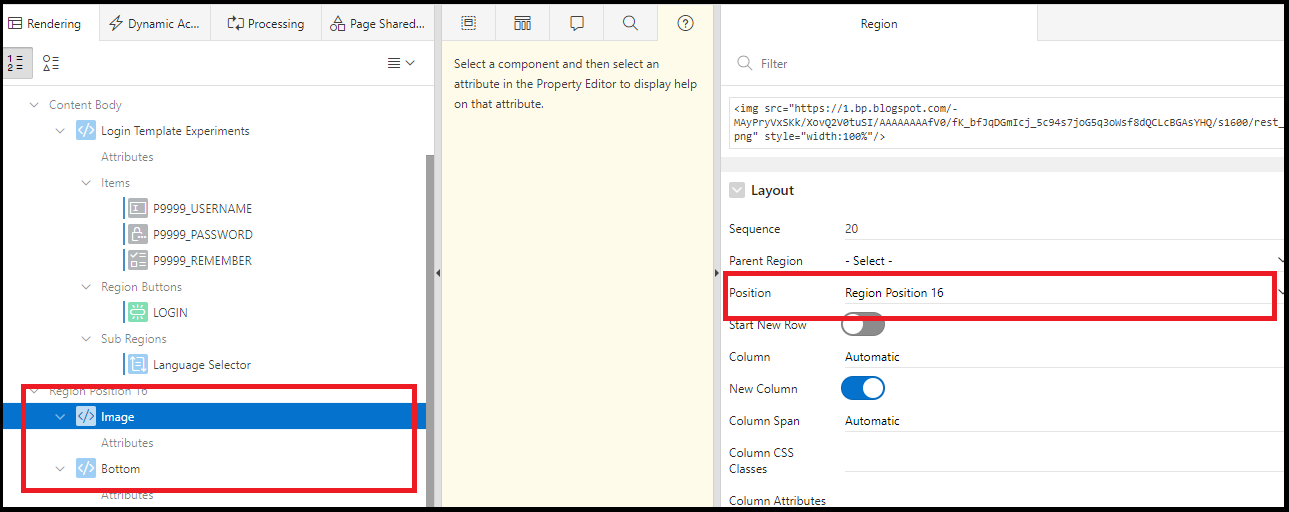 Rendering
Dynamic Ac...
Processing
Page Shared...
Region
1
2
Content Body
Login Template Experiments
Attributes
Items
P9999_USERNAME
P9999_PASSWORD
P9999_REMEMBER
Region Buttons
LOGIN
Sub Regions
Language Selector
Region Position 16
Image
Attributes
Bottom
Attributes
Select a component and then select an
attribute in the Property Editor to display help
on that attribute.
Filter
<img src="https://1.bp.blogspot.com/-
MAyPryVxSKk/XovQ2V0tuSI/AAAAAAAAfV0/fK_bfJqDGmIcj_5c94s7joG5q3oWsf8dQCLcBGAsYHQ/s1600/rest_
png" style="width:100%"/>
Layout
Sequence 20
Parent Region - Select -
Position Region Position 16
Start New Row
Column Automatic
New Column
Column Span Automatic
Column CSS
Classes
Column Attributes